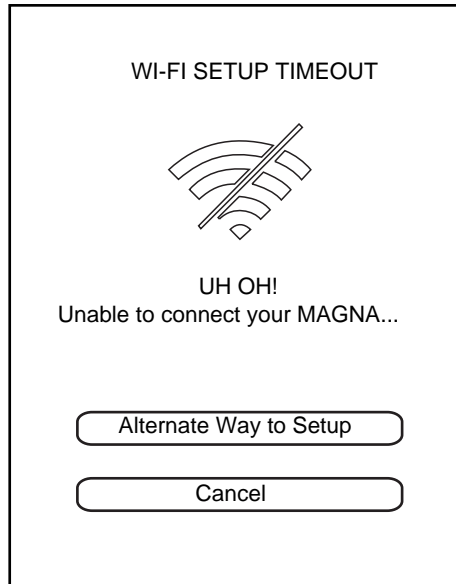 WI-FI SETUP TIMEOUT
UH OH!
Unable to connect your MAGNA...
Alternate Way to Setup
Cancel